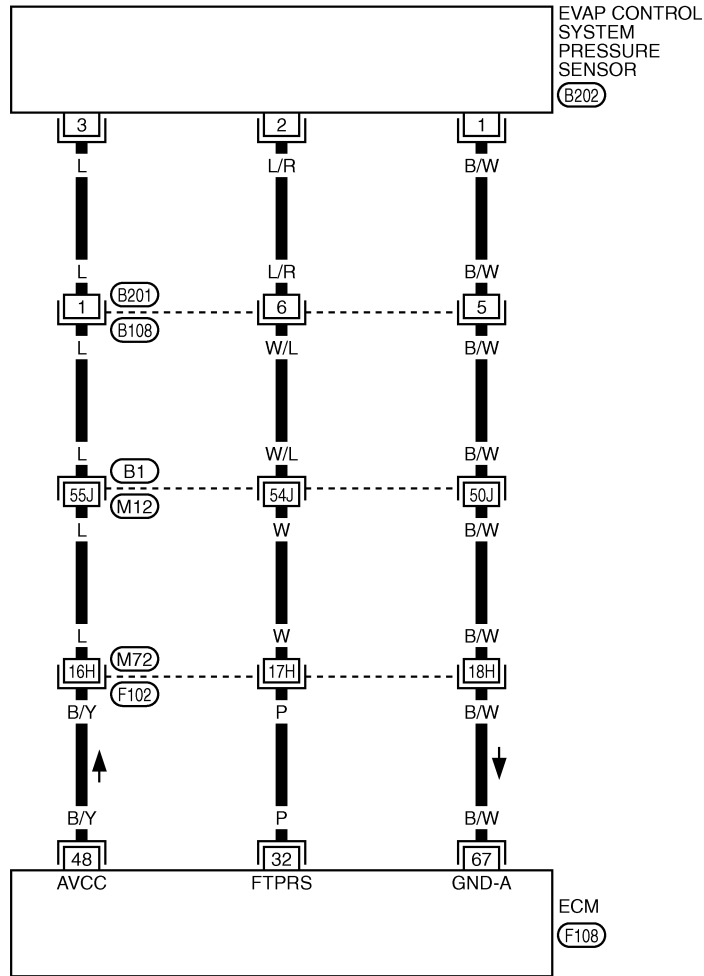 EVAP CONTROL
SYSTEM
PRESSURE
SENSOR
B202
3 2 1
L L/R B/W
L L/R B/W
B201
1 6 5
B108
L W/L B/W
L W/L B/W
B1
55J 54J 50J
M12
L W B/W
L W B/W
M72
16H 17H 18H
F102
B/Y P B/W
B/Y P B/W
48 32 67
AVCC FTPRS GND-A
ECM
F108